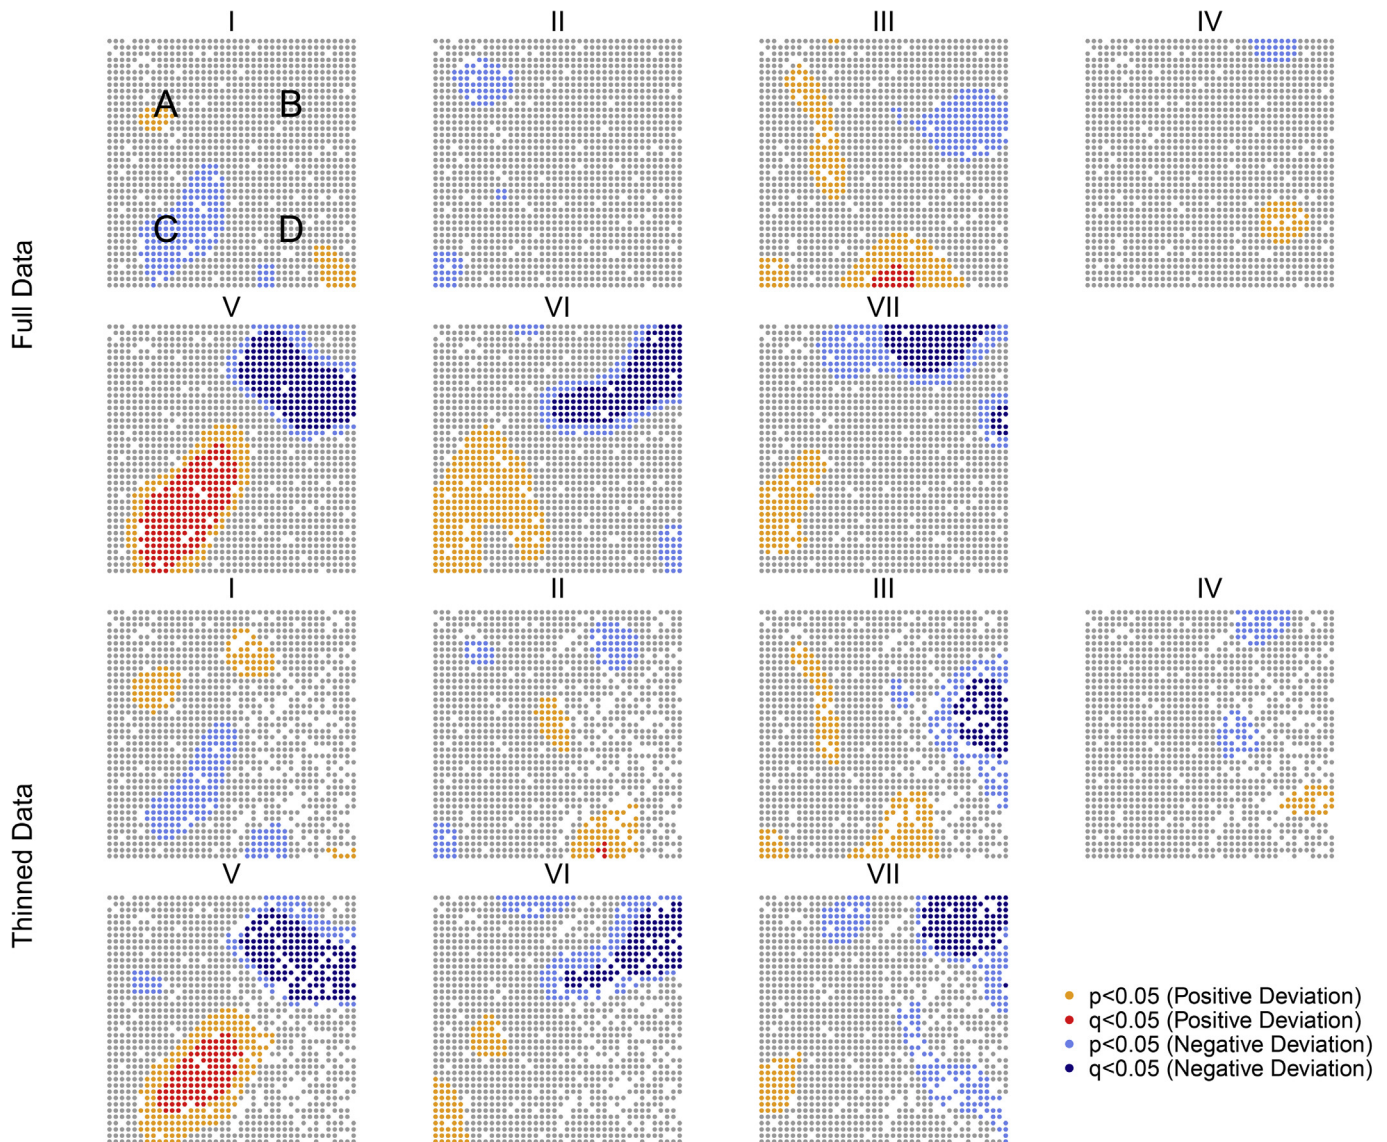 I II III IV
A B
C D
Full Data
V VI VII
I II III IV
Thinned Data
V VI VII
p<0.05 (Positive Deviation)
q<0.05 (Positive Deviation)
p<0.05 (Negative Deviation)
q<0.05 (Negative Deviation)